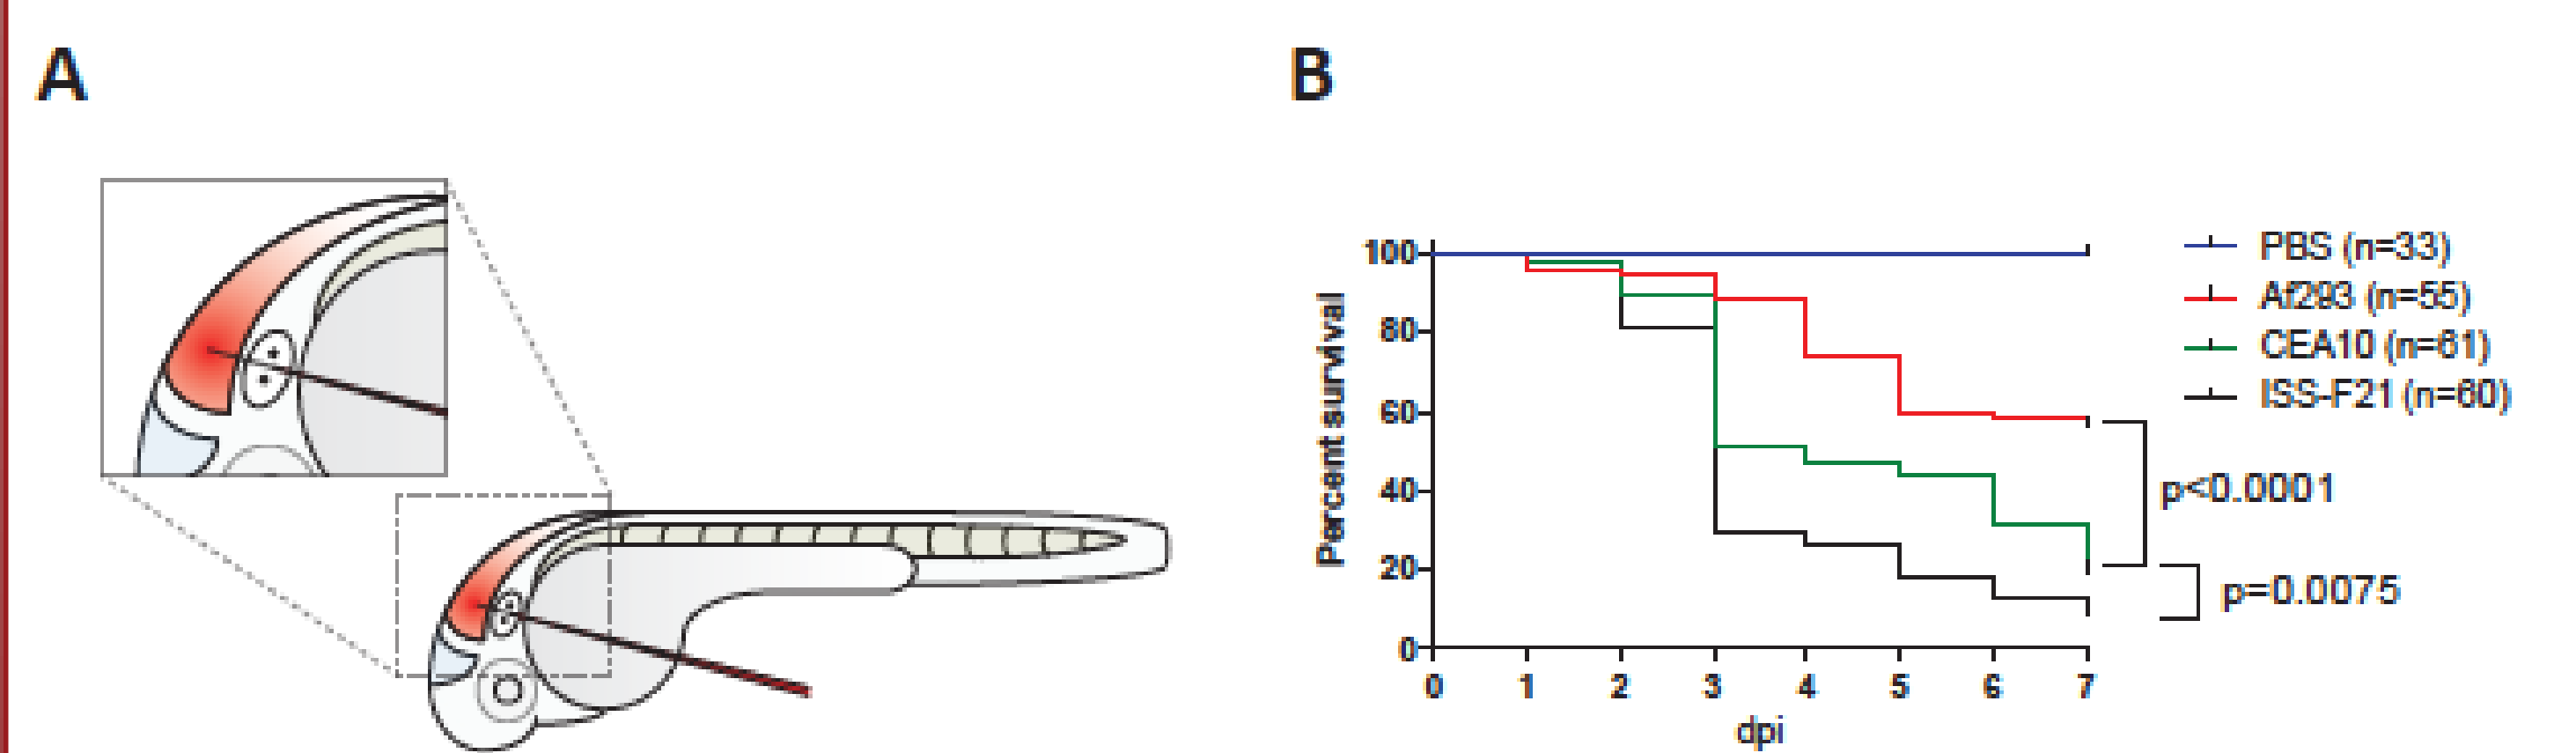 A
B
Percent survival
100
80
60
40
20
0
0 1 2 3 4 5 6 7
dpi
PBS (n=33)
Af293 (n=55)
CEA10 (n=61)
ISS-F21 (n=60)
p<0.0001
p=0.0075